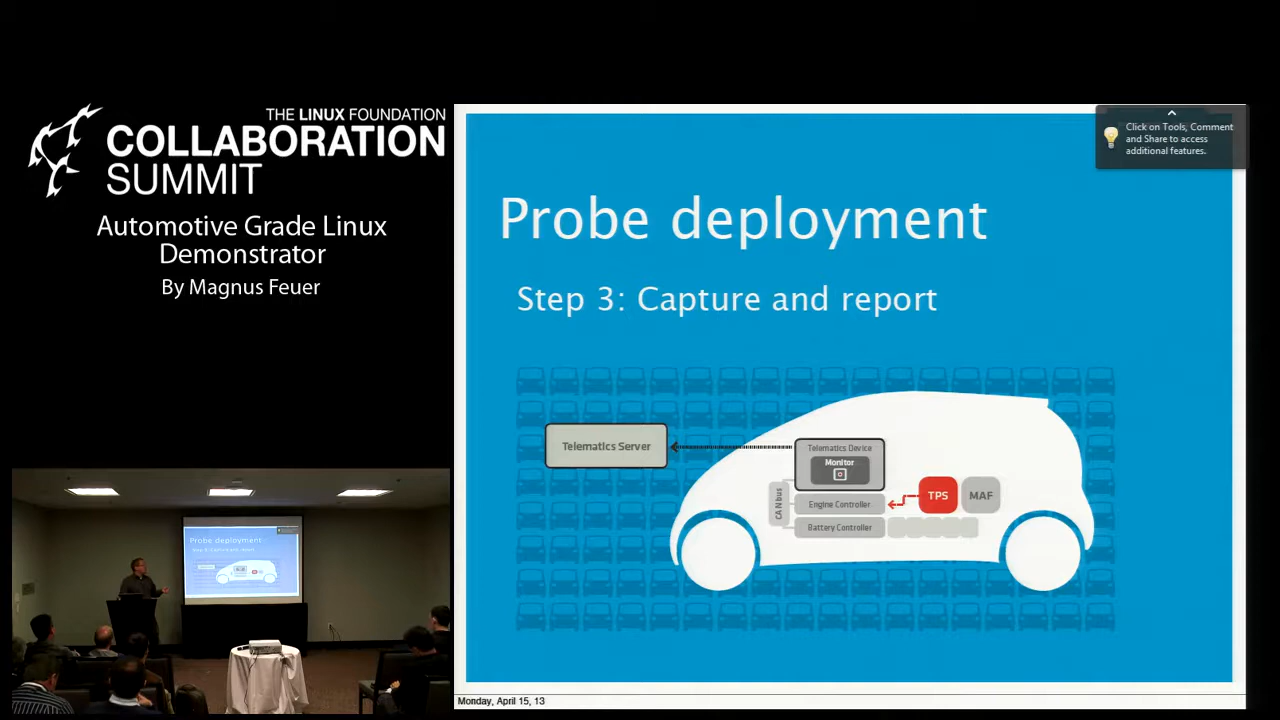 THE LINUX FOUNDATION
COLLABORATION
SUMMIT
Automotive Grade Linux
Demonstrator
By Magnus Feuer
Click on Tools, Comment
and Share to access
additional features.
Probe deployment
Step 3: Capture and report
Telematics Server
Telematics Device
Monitor
CAN bus
Engine Controller
TPS
MAF
Battery Controller
Monday, April 15, 13
Probe deployment